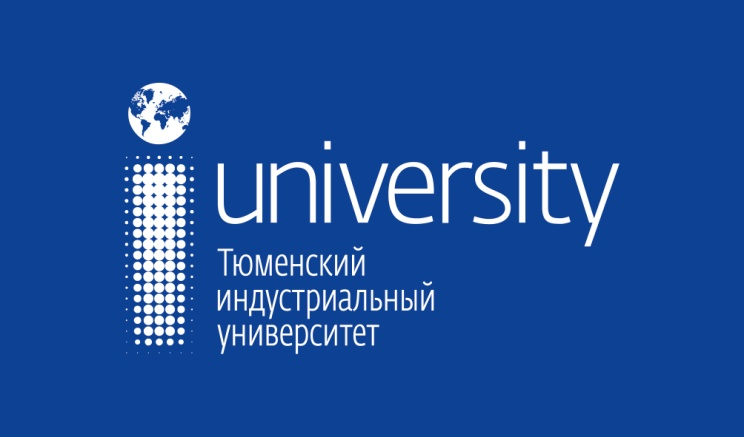 i university
Тюменский
индустриальный
университет